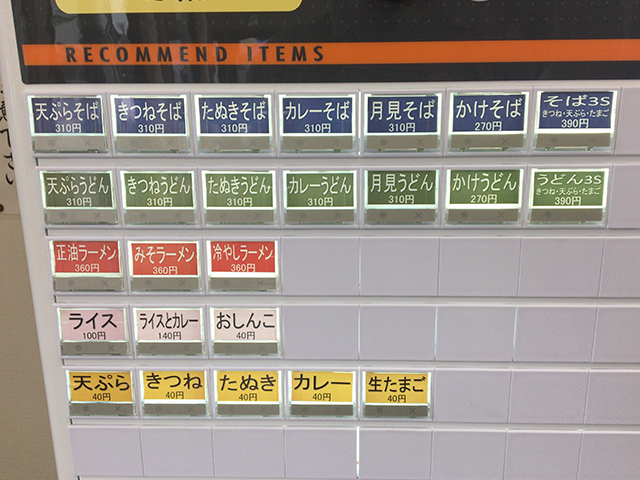 RECOMMEND ITEMS
天ぷらそば
310円
きつねそば
310円
たぬきそば
310円
カレーそば
310円
月見そば
310円
かけそば
270円
そば3S
きつね・天ぷら・たまご
390円
天ぷらうどん
310円
きつねうどん
310円
たぬきうどん
310円
カレーうどん
310円
月見うどん
310円
かけうどん
270円
うどん3S
きつね・天ぷら・たまご
390円
正油ラーメン
360円
みそラーメン
360円
冷やしラーメン
360円
ライス
100円
ライスとカレー
140円
おしんこ
40円
天ぷら
40円
きつね
40円
たぬき
40円
カレー
40円
生たまご
40円